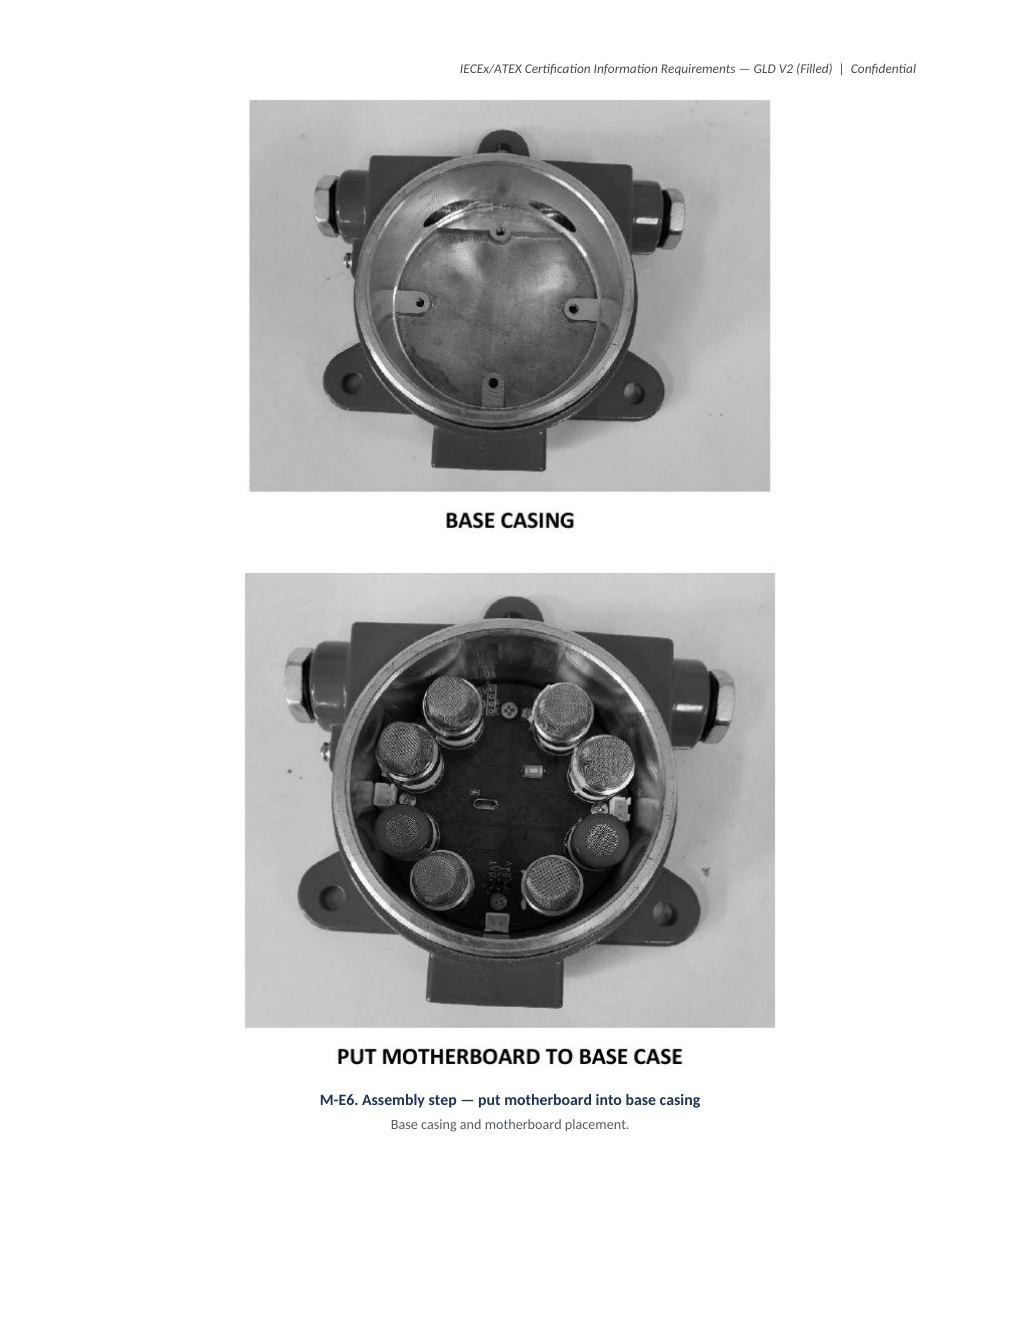 IECEx/ATEX Certification Information Requirements — GLD V2 (Filled) | Confidential
BASE CASING
PUT MOTHERBOARD TO BASE CASE
M-E6. Assembly step — put motherboard into base casing
Base casing and motherboard placement.